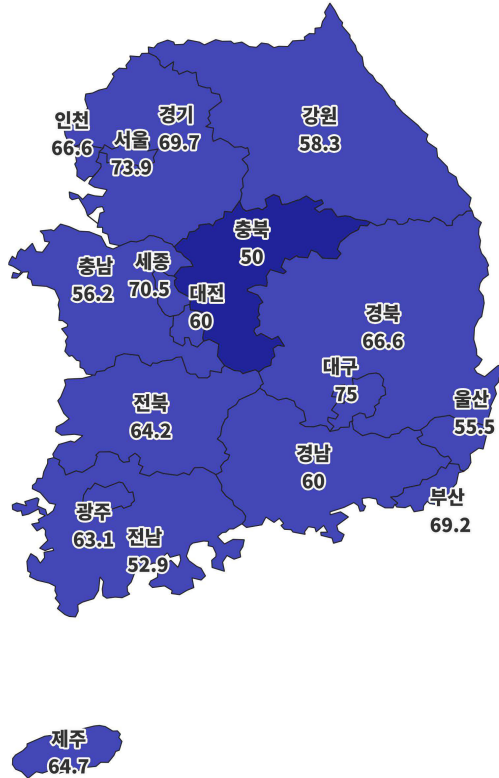 경기
69.7
강원
58.3
인천
66.6
서울
73.9
충북
50
충남
56.2
세종
70.5
대전
60
경북
66.6
대구
75
울산
55.5
전북
64.2
경남
60
부산
69.2
광주
63.1
전남
52.9
제주
64.7